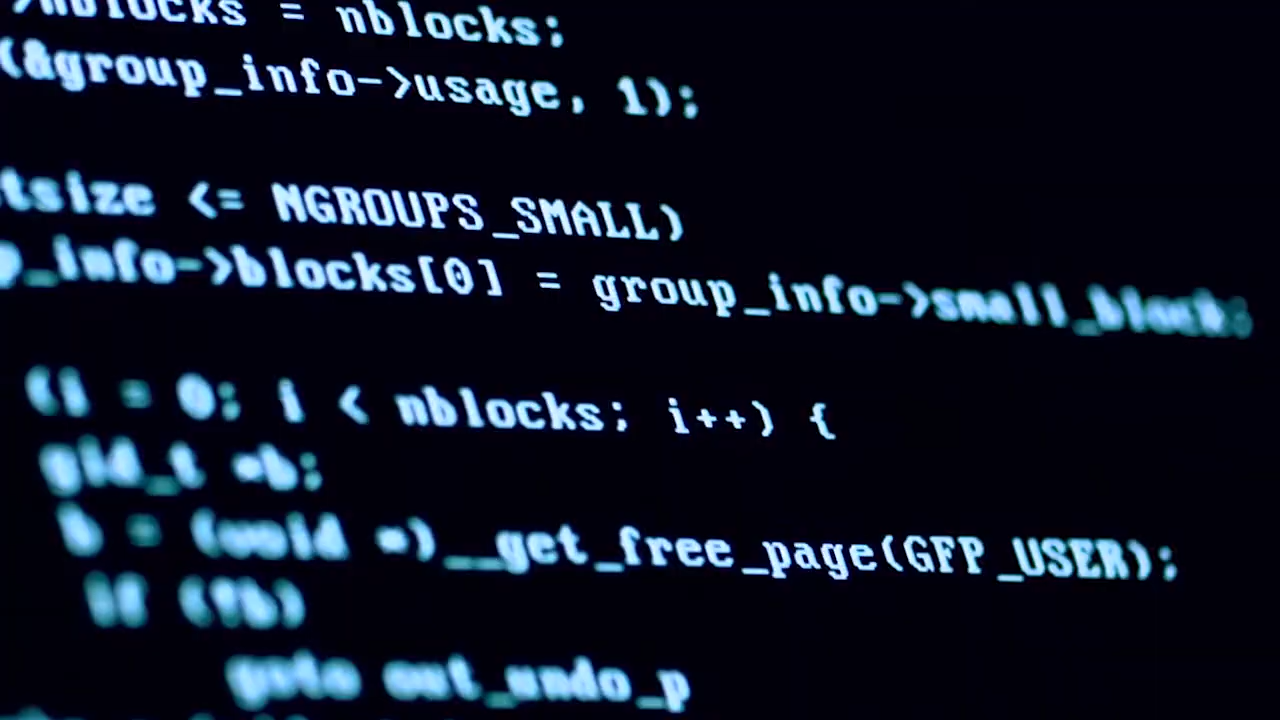 >nblocks = nblocks;
(&group_info->usage, 1);
tsize <= NGROUPS_SMALL)
p_info->blocks[0] = group_info->small_block;
(i = 0; i < nblocks; i++) {
gid_t *b;
b = (void *)__get_free_page(GFP_USER);
if (!b)
goto out_undo_p